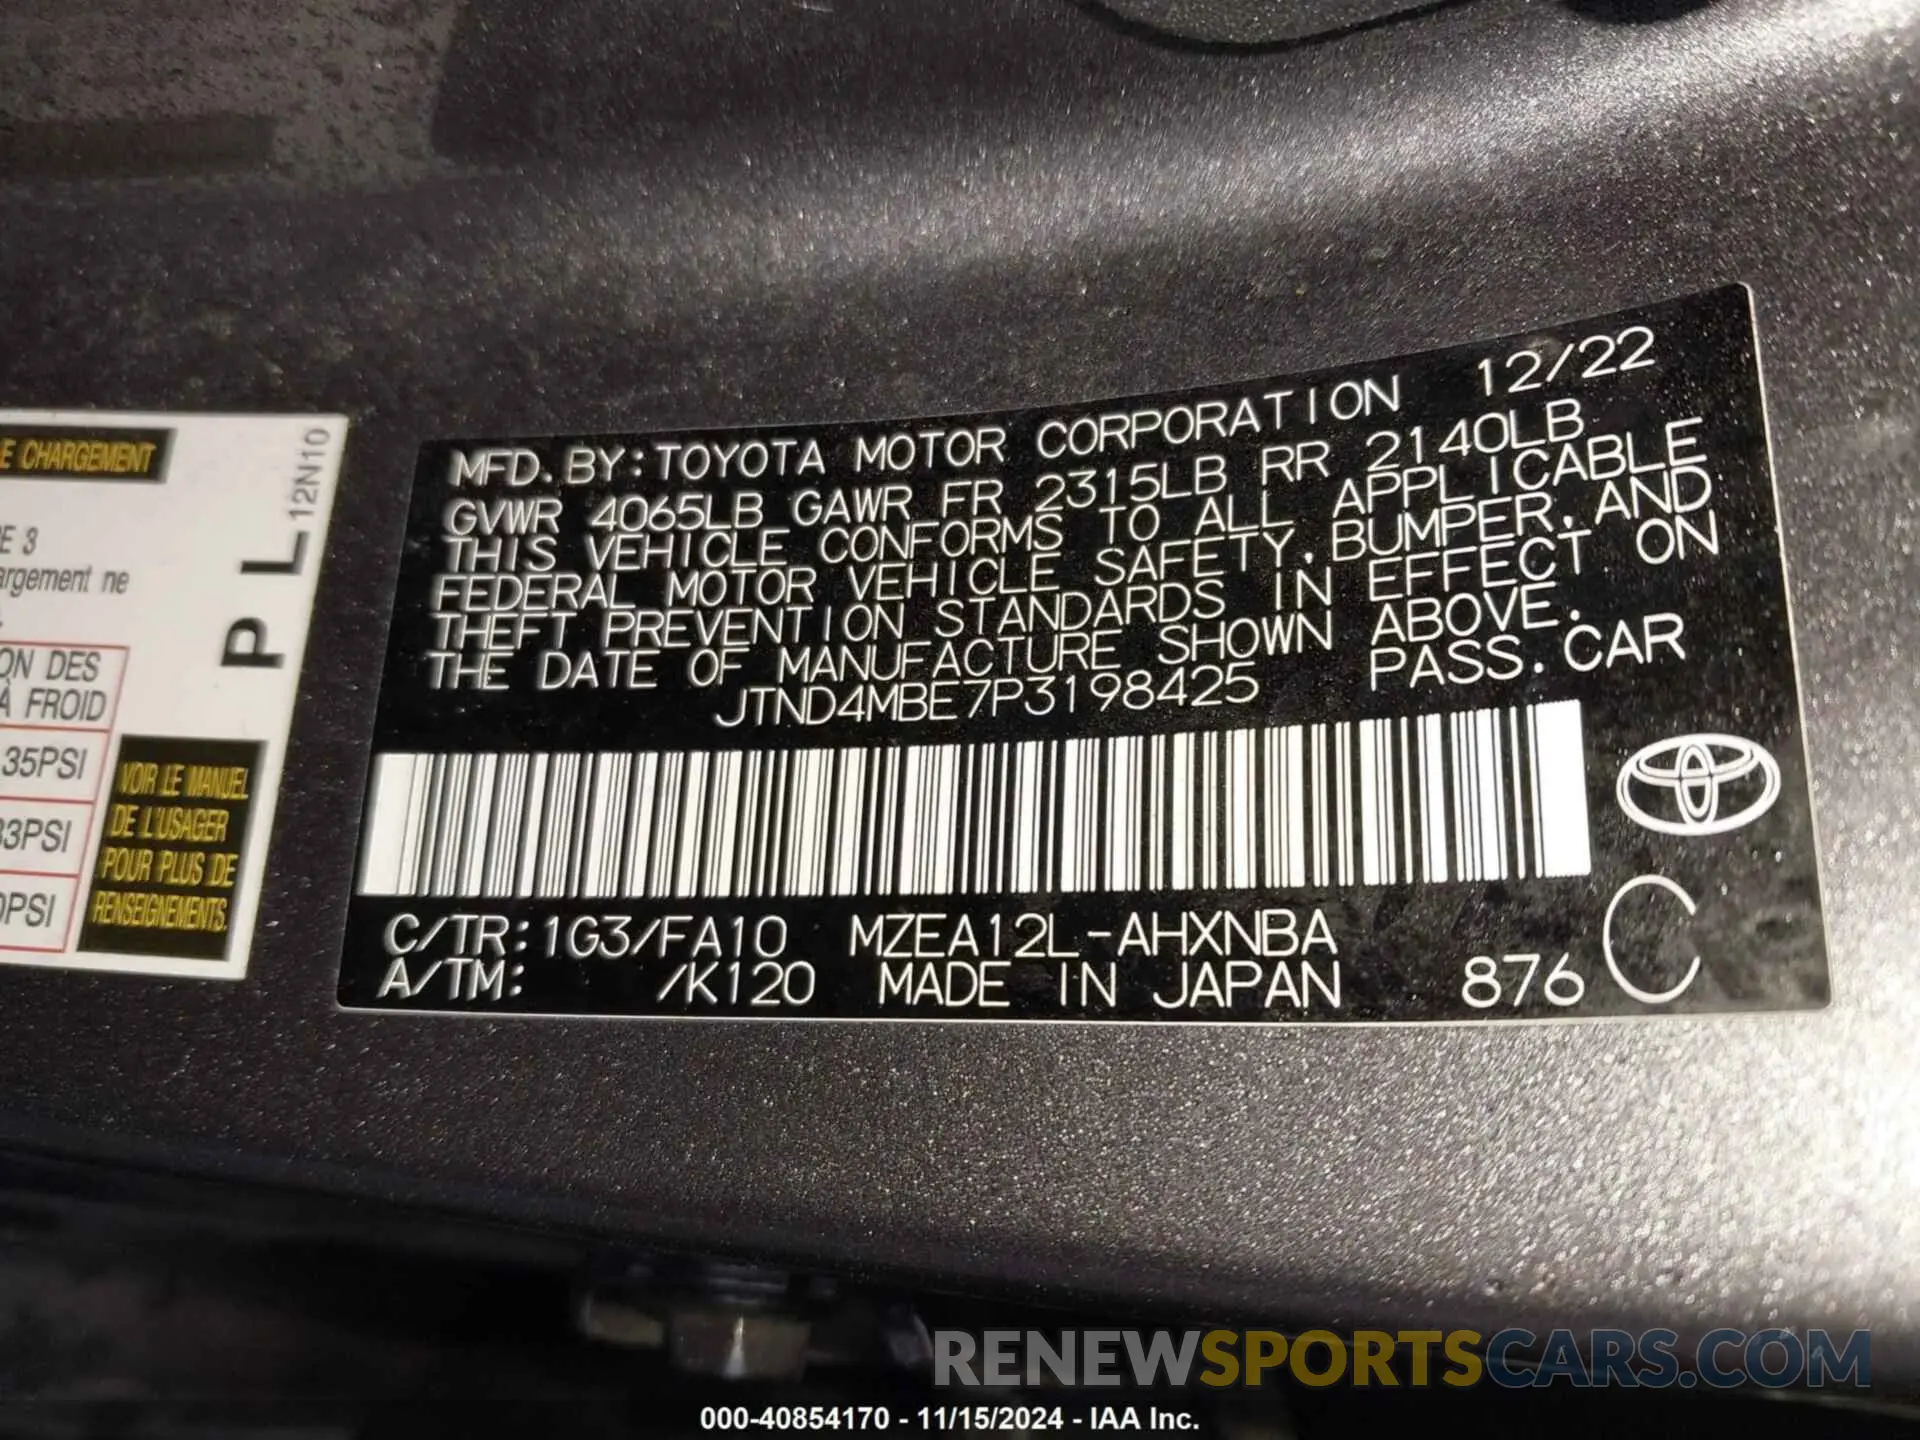 E CHARGEMENT
PL 12N10
E 3
argement ne
ON DES
À FROID
35PSI
33PSI
0PSI
VOIR LE MANUEL
DE L'USAGER
POUR PLUS DE
RENSEIGNEMENTS.
MFD. BY: TOYOTA MOTOR CORPORATION 12/22
GVWR 4065LB GAWR FR 2315LB RR 2140LB
THIS VEHICLE CONFORMS TO ALL APPLICABLE
FEDERAL MOTOR VEHICLE SAFETY, BUMPER, AND
THEFT PREVENTION STANDARDS IN EFFECT ON
THE DATE OF MANUFACTURE SHOWN ABOVE.
JTND4MBE7P3198425 PASS. CAR
C/TR: 1G3/FA10 MZEA12L-AHXNBA
A/TM: /K120 MADE IN JAPAN 876 C
RENEWSPORTSCARS.COM
000-40854170 - 11/15/2024 - IAA Inc.